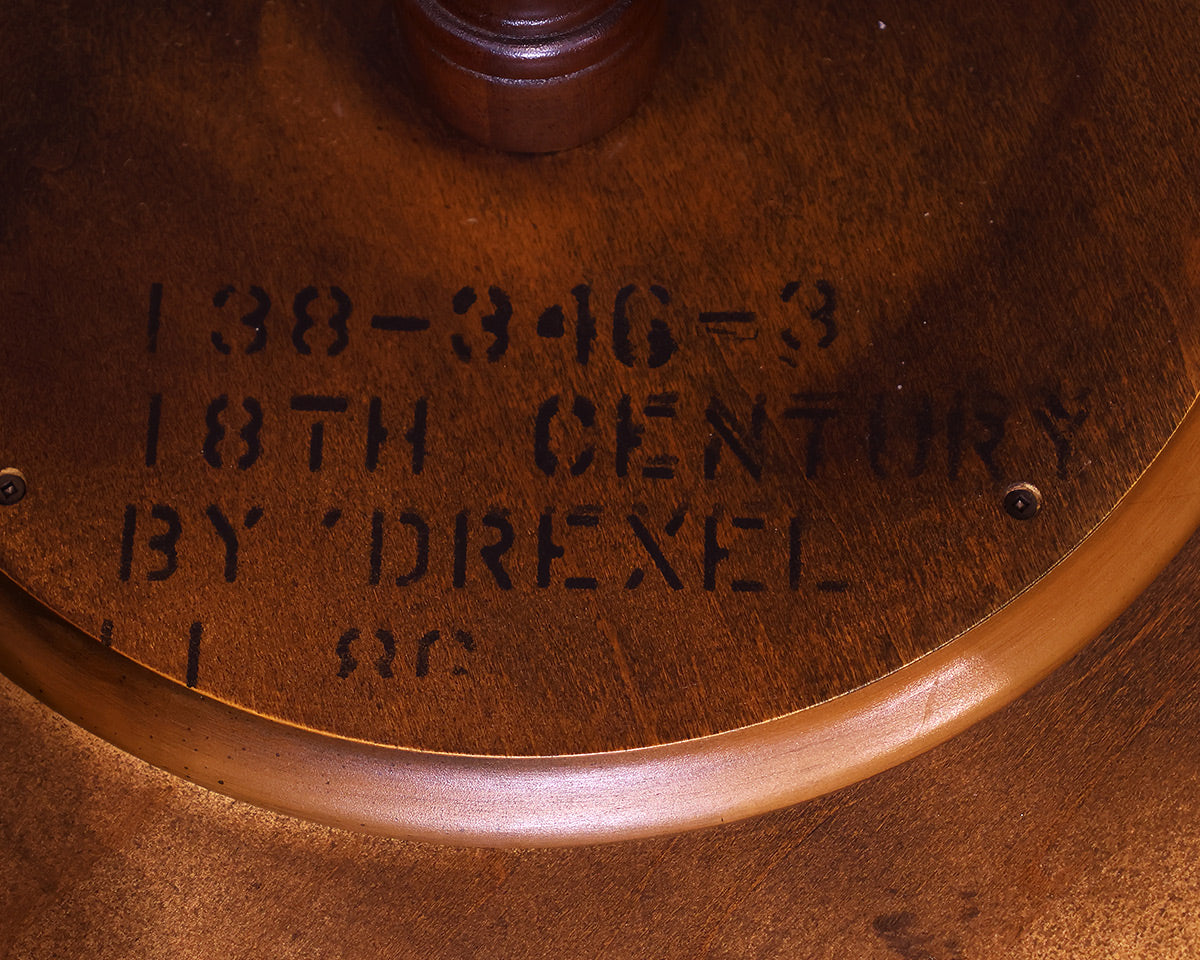 138-346-3
18TH CENTURY
BY 'DREXEL